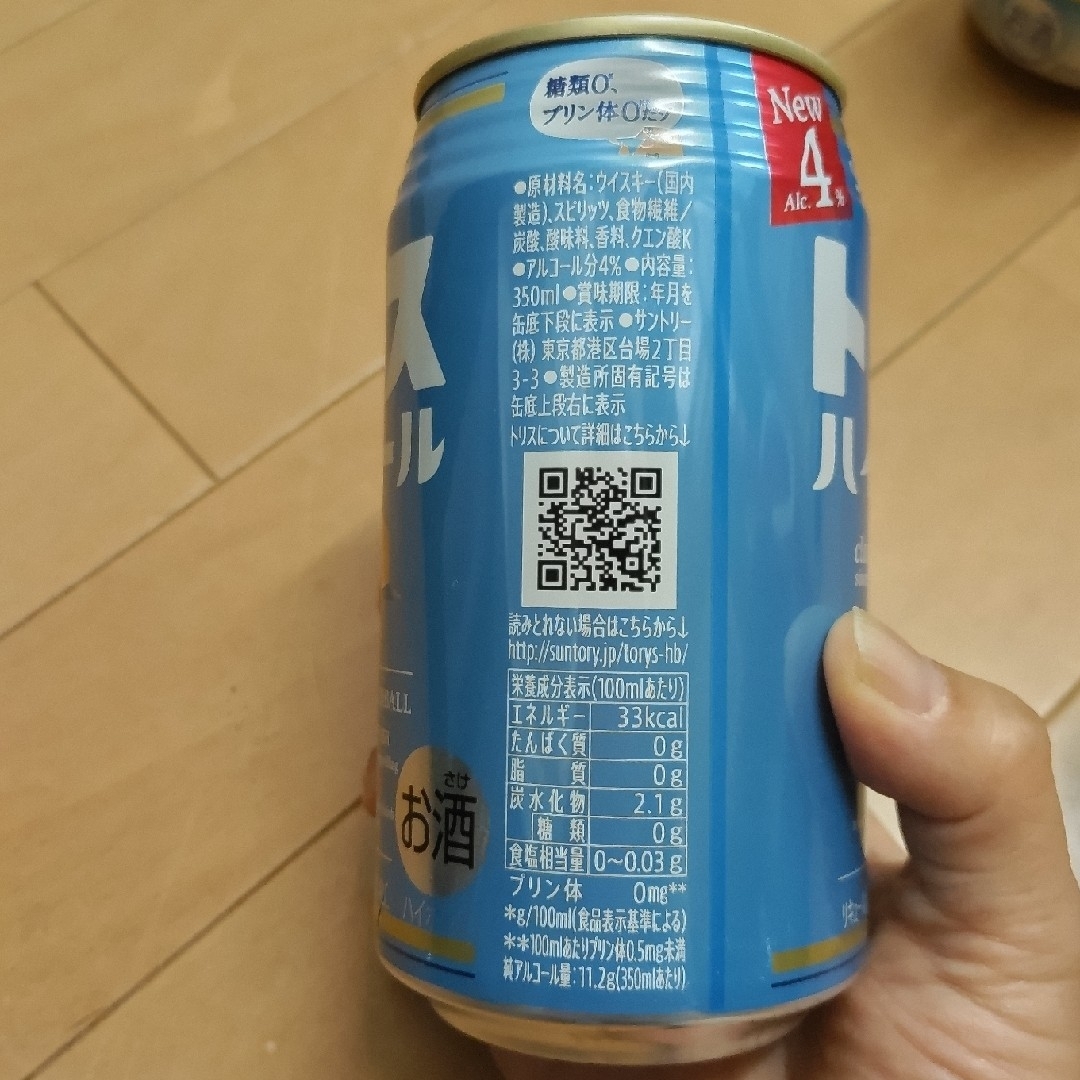 糖類0*、
プリン体0**
New
4%
Alc.
●原材料名:ウイスキー(国内
製造)、スピリッツ、食物繊維/
炭酸、酸味料、香料、クエン酸K
●アルコール分4%●内容量:
350ml●賞味期限:年月を
缶底下段に表示●サントリー
(株)東京都港区台場2丁目
3-3●製造所固有記号は
缶底上段右に表示
トリスについて詳細はこちらから↓
読みとれない場合はこちらから↓
http://suntory.jp/torys-hb/
栄養成分表示(100mlあたり)
エネルギー 33kcal
たんぱく質 0g
脂質 0g
炭水化物 2.1g
糖類 0g
食塩相当量 0~0.03g
プリン体 0mg**
*g/100ml(食品表示基準による)
**100mlあたりプリン体0.5mg未満
純アルコール量:11.2g(350mlあたり)
さけ
お酒
ス
ール
BALL
ト
ハ